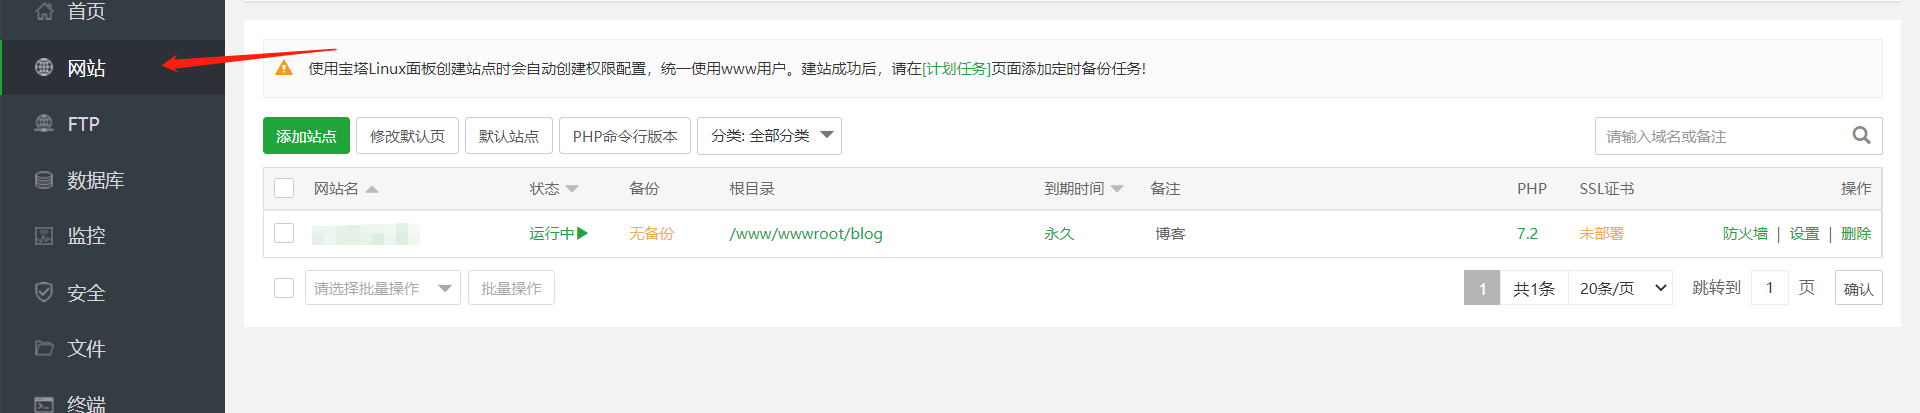 首页
网站
FTP
数据库
监控
安全
文件
终端
使用宝塔Linux面板创建站点时会自动创建权限配置，统一使用www用户。建站成功后，请在[计划任务]页面添加定时备份任务!
添加站点 修改默认页 默认站点 PHP命令行版本 分类: 全部分类 请输入域名或备注
网站名 状态 备份 根目录 到期时间 备注 PHP SSL证书 操作
运行中 无备份 /www/wwwroot/blog 永久 博客 7.2 未部署 防火墙 | 设置 | 删除
请选择批量操作 批量操作 1 共1条 20条/页 跳转到 1 页 确认